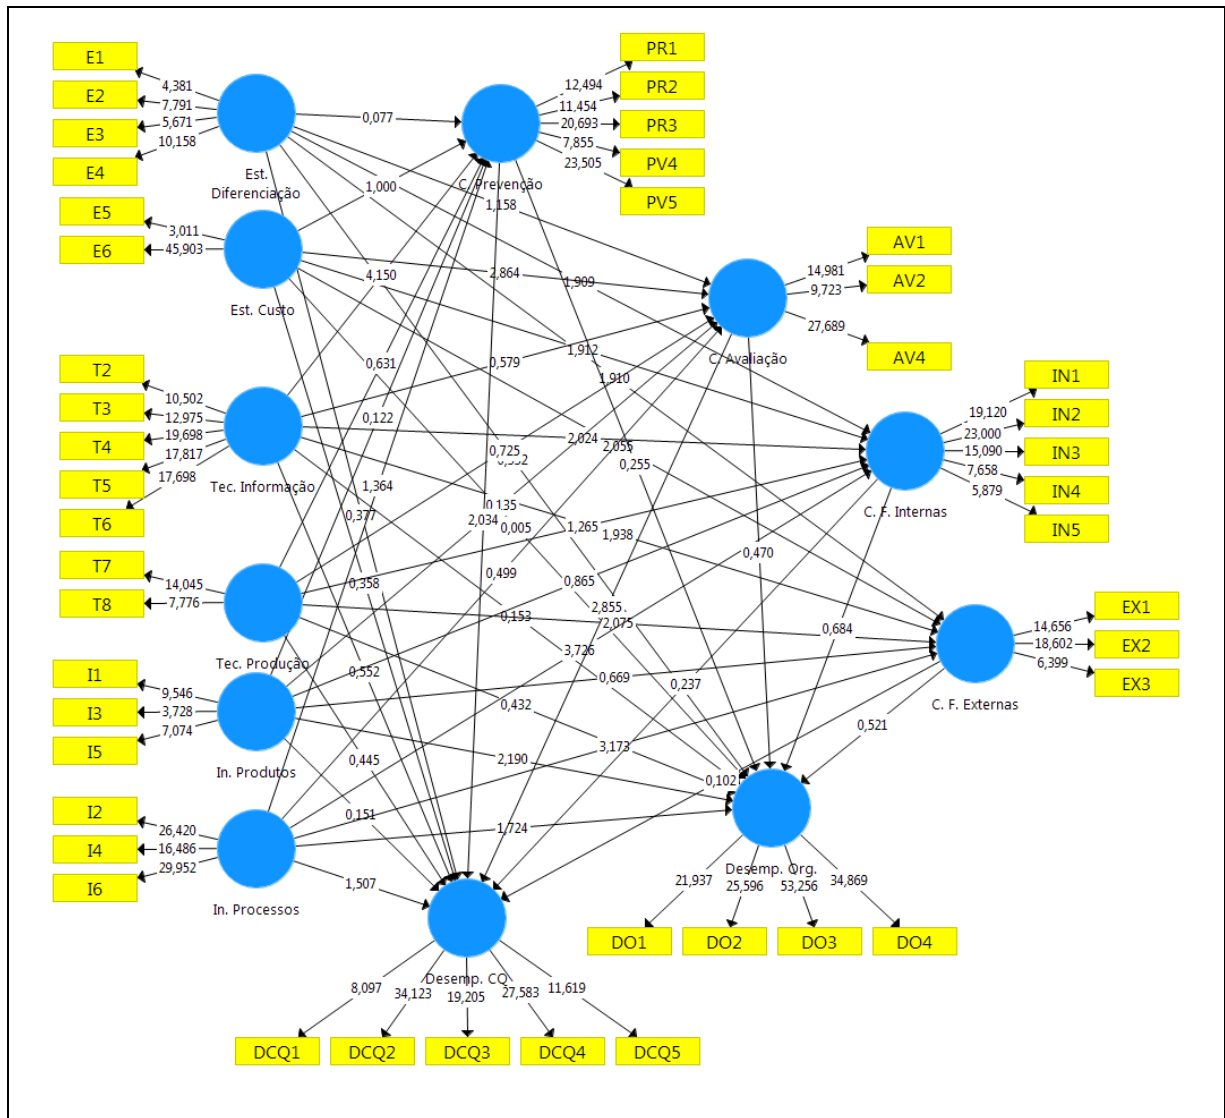 E1
E2
E3
E4
E5
E6
T2
T3
T4
T5
T6
T7
T8
I1
I3
I5
I2
I4
I6
4,381
7,791
5,671
10,158
3,011
45,903
10,502
12,975
19,698
17,817
17,698
14,045
7,776
9,546
3,728
7,074
26,420
16,486
29,952
Est.
Diferenciação
Est. Custo
Tec. Informação
Tec. Produção
In. Produtos
In. Processos
0,077
1,000
1,158
4,150
2,864
1,909
0,631
0,579
1,912
1,910
0,122
2,024
2,055
0,725
0,255
1,364
0,135
2,034
0,005
0,377
1,265
1,938
0,470
0,499
0,865
0,358
2,855
0,153
2,075
0,684
3,726
0,552
0,669
0,237
0,432
0,521
3,173
0,445
2,190
0,102
0,151
1,724
1,507
C. Prevenção
12,494
11,454
20,693
7,855
23,505
PR1
PR2
PR3
PV4
PV5
C. Avaliação
14,981
9,723
27,689
AV1
AV2
AV4
C. F. Internas
19,120
23,000
15,090
7,658
5,879
IN1
IN2
IN3
IN4
IN5
C. F. Externas
14,656
18,602
6,399
EX1
EX2
EX3
Desemp. Org.
21,937
25,596
53,256
34,869
DO1
DO2
DO3
DO4
Desemp. CQ
8,097
34,123
19,205
27,583
11,619
DCQ1
DCQ2
DCQ3
DCQ4
DCQ5